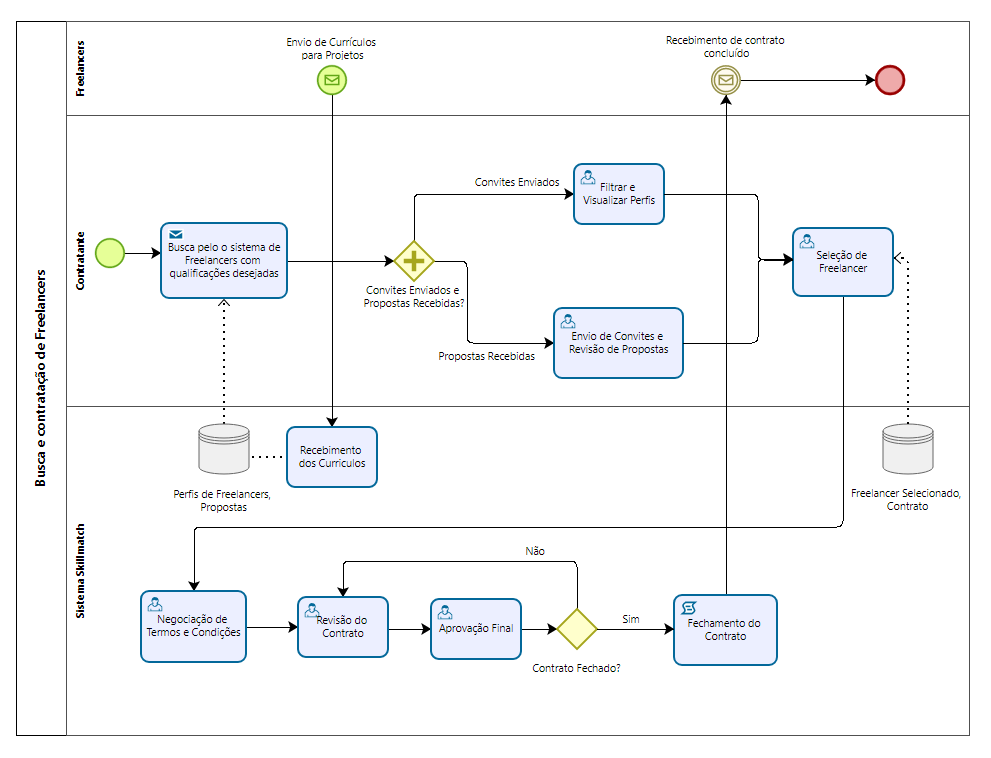 Busca e contratação de Freelancers
Freelancers
Envio de Currículos
para Projetos
Recebimento de contrato
concluído
Contratante
Busca pelo o sistema de
Freelancers com
qualificações desejadas
Convites Enviados e
Propostas Recebidas?
Convites Enviados
Filtrar e
Visualizar Perfis
Propostas Recebidas
Envio de Convites e
Revisão de Propostas
Seleção de
Freelancer
Sistema Skillmatch
Perfis de Freelancers,
Propostas
Recebimento
dos Currículos
Freelancer Selecionado,
Contrato
Negociação de
Termos e Condições
Revisão do
Contrato
Aprovação Final
Não
Contrato Fechado?
Sim
Fechamento do
Contrato